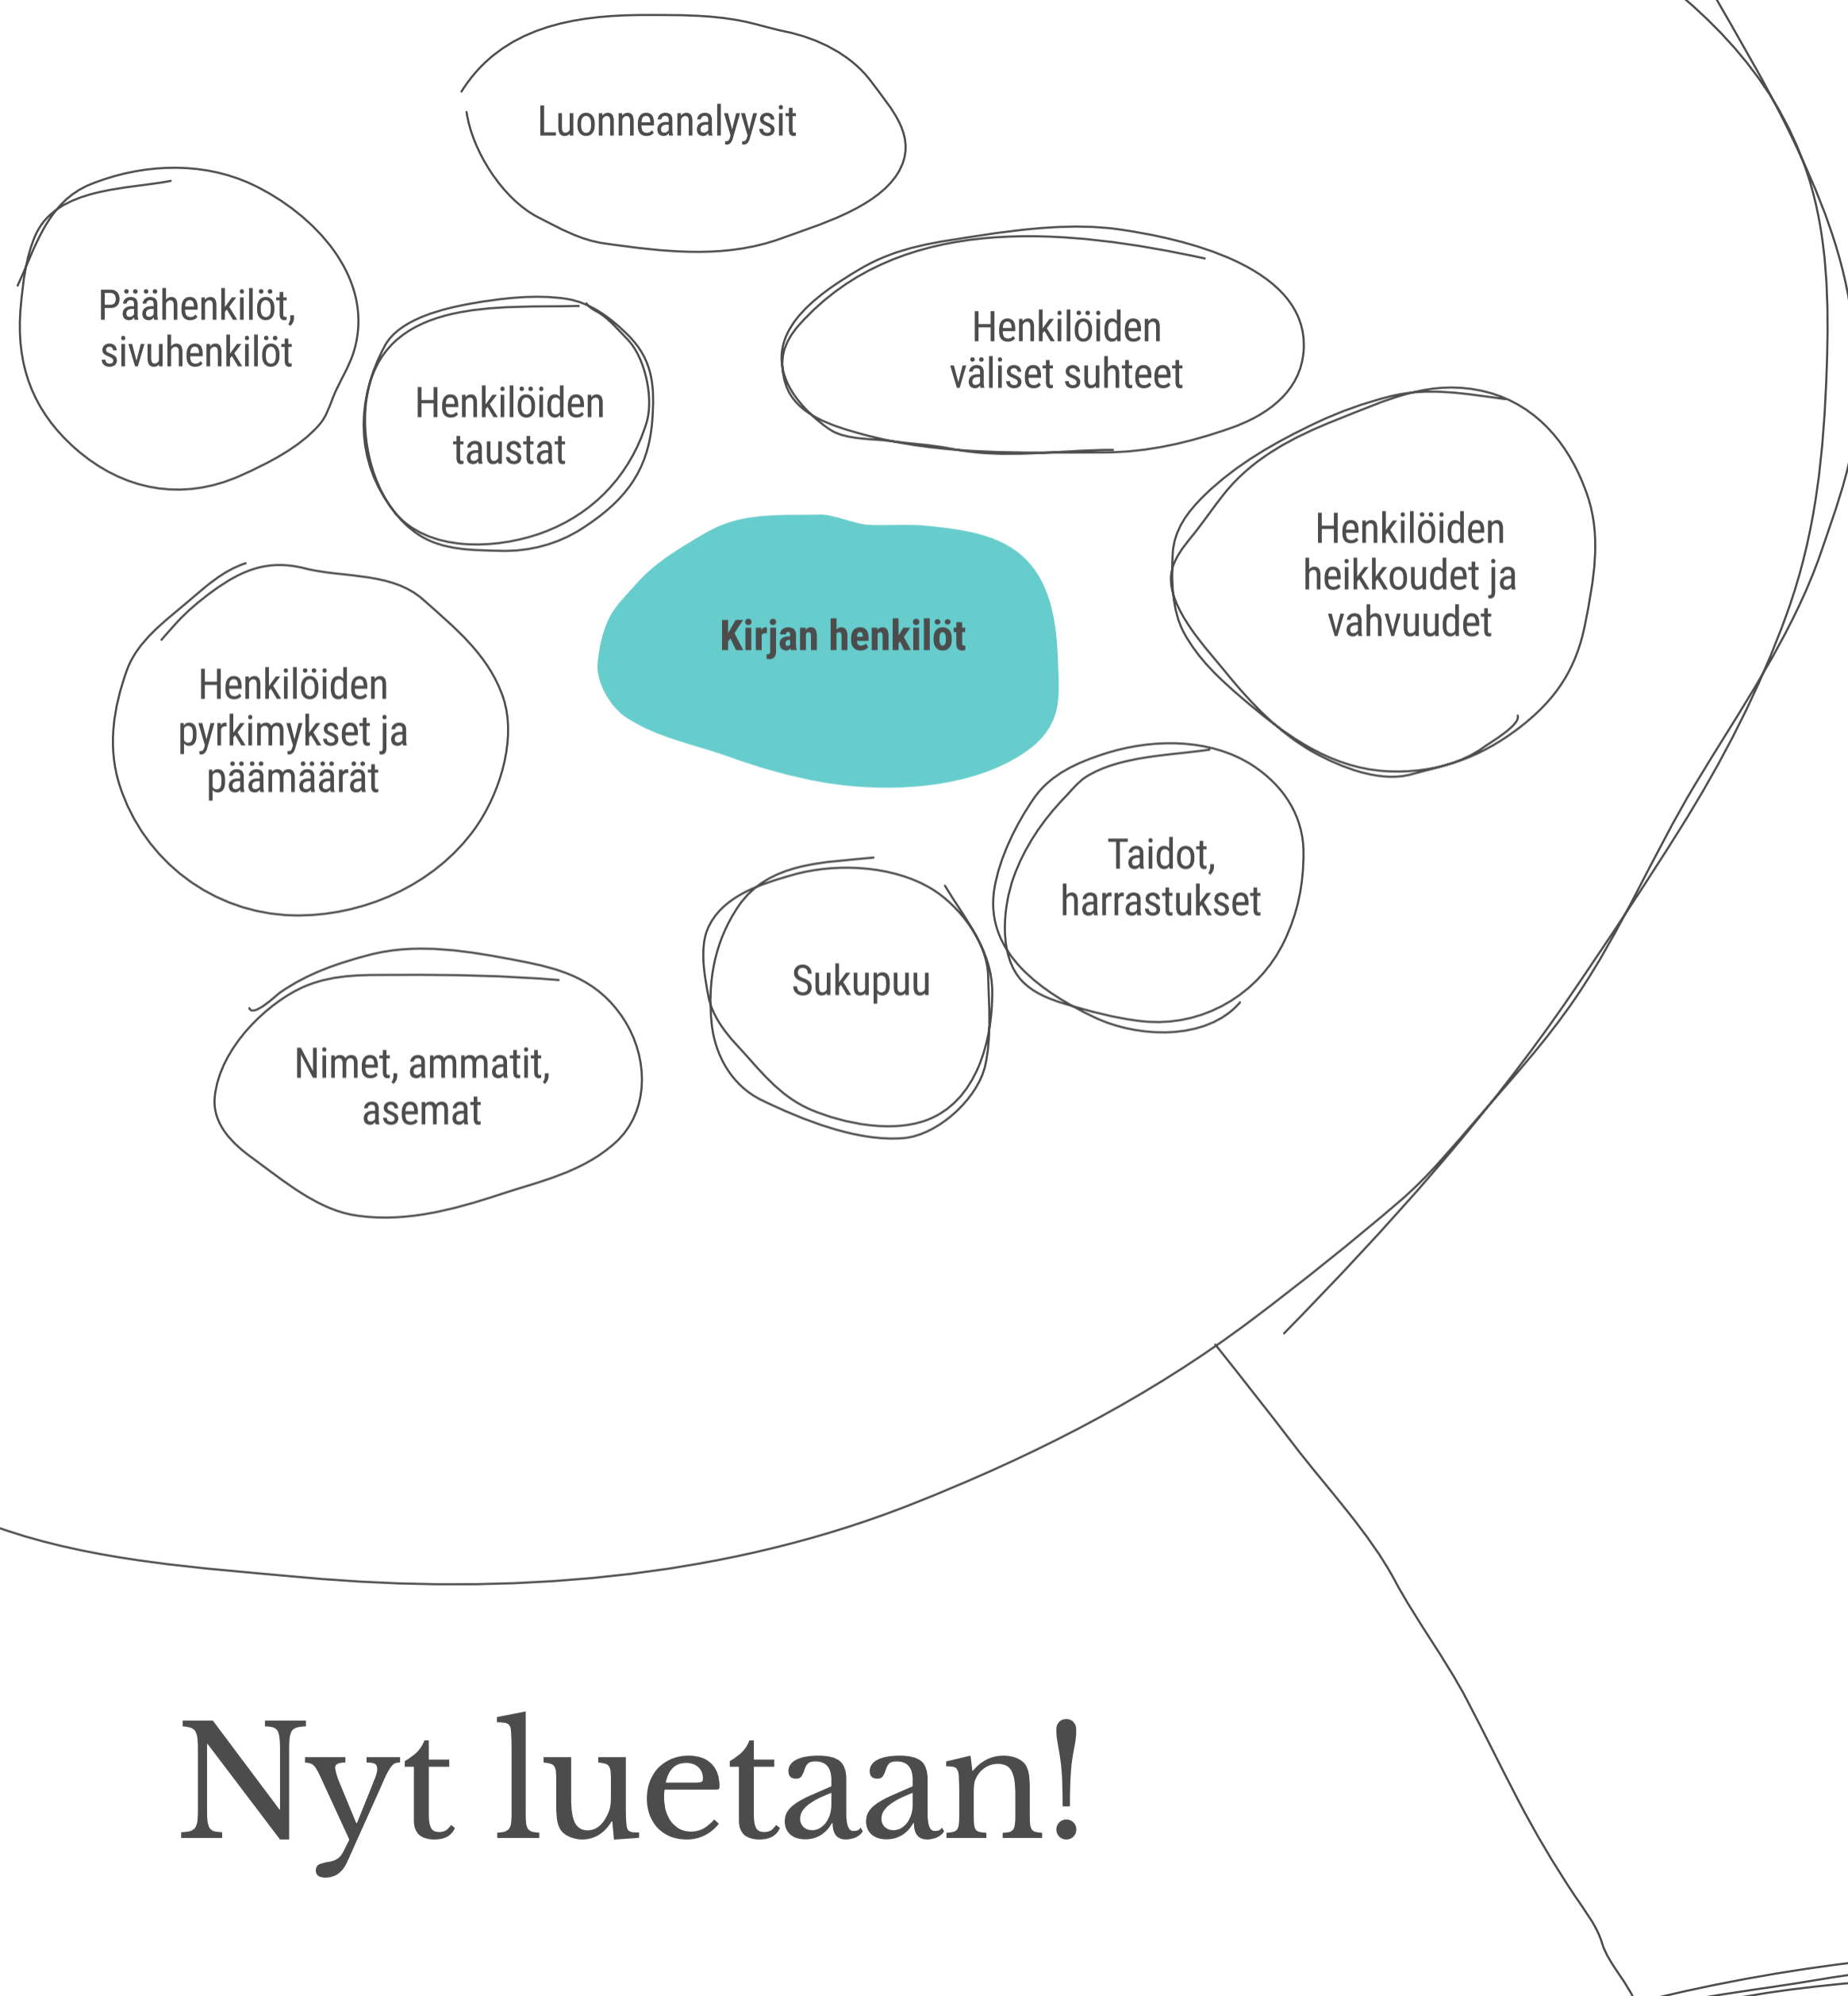 Luonneanalyysit
Päähenkilöt,
sivuhenkilöt
Henkilöiden
taustat
Henkilöiden
väliset suhteet
Henkilöiden
heikkoudet ja
vahvuudet
Kirjan henkilöt
Henkilöiden
pyrkimykset ja
päämäärät
Taidot,
harrastukset
Sukupuu
Nimet, ammatit,
asemat
Nyt luetaan!